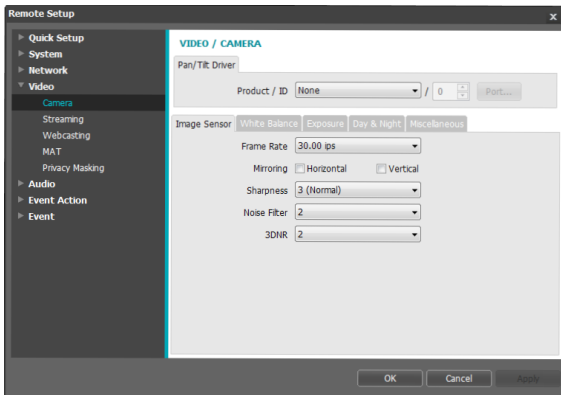 Remote Setup
x
Quick Setup
System
Network
Video
Camera
Streaming
Webcasting
MAT
Privacy Masking
Audio
Event Action
Event
VIDEO / CAMERA
Pan/Tilt Driver
Product / ID None / 0 Port...
Image Sensor White Balance Exposure Day & Night Miscellaneous
Frame Rate 30.00 ips
Mirroring Horizontal Vertical
Sharpness 3 (Normal)
Noise Filter 2
3DNR 2
OK Cancel Apply